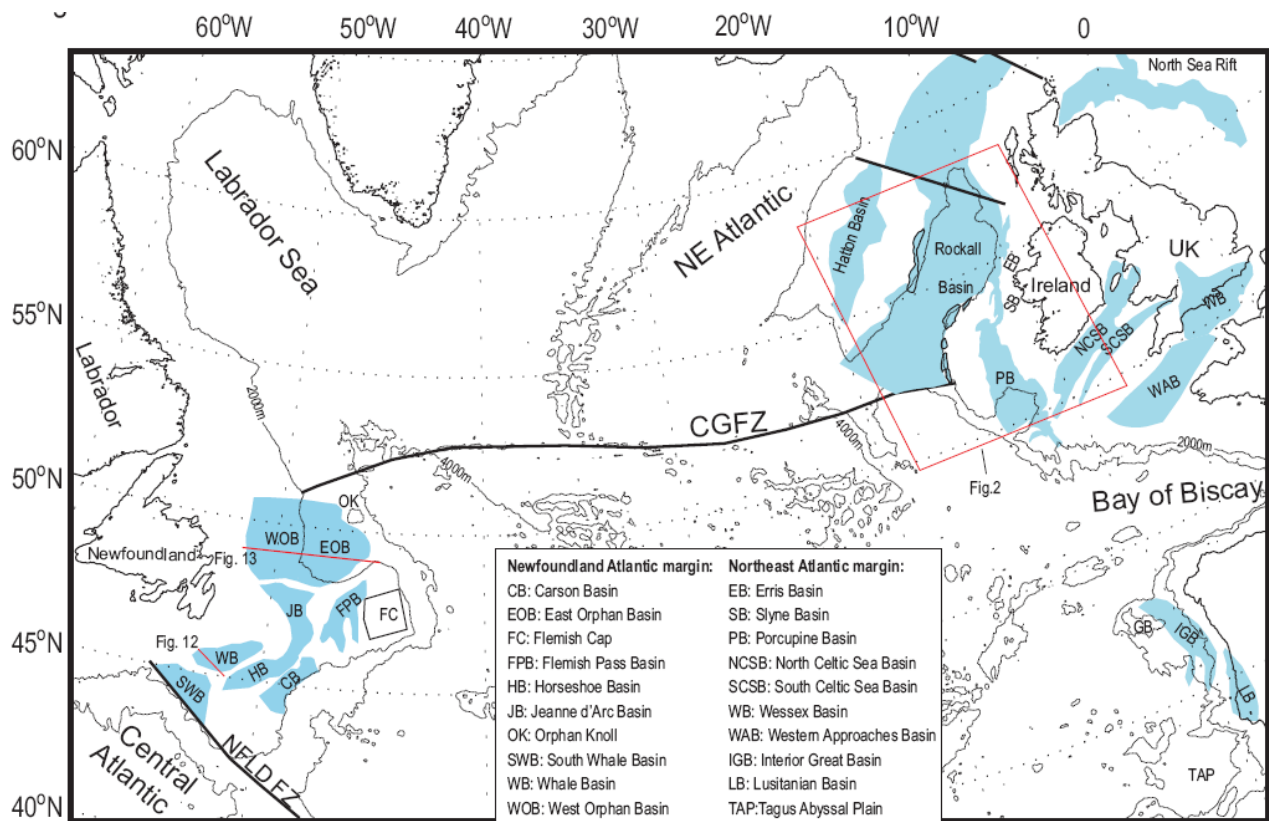 60°W 50°W 40°W 20°W 10°W 0
North Sea Rift
60°N
Labrador Sea
NE Atlantic
Hatton Basin
Rockall
Basin
UK
EB
Ireland
SB
WB
55°N
NCSB
SCSB
Labrador
PB
WAB
2000m
CGFZ
4000m
2000m
4000m
Fig.2
50°N
OK
Bay of Biscay
WOB
EOB
Newfoundland
Fig. 13
JB
FPB
FC
GB
IGB
45°N
Fig. 12
WB
HB
CB
SWB
LB
NFLD FZ
Central
Atlantic
TAP
40°N
Newfoundland Atlantic margin:
CB: Carson Basin
EOB: East Orphan Basin
FC: Flemish Cap
FPB: Flemish Pass Basin
HB: Horseshoe Basin
JB: Jeanne d'Arc Basin
OK: Orphan Knoll
SWB: South Whale Basin
WB: Whale Basin
WOB: West Orphan Basin
Northeast Atlantic margin:
EB: Erris Basin
SB: Slyne Basin
PB: Porcupine Basin
NCSB: North Celtic Sea Basin
SCSB: South Celtic Sea Basin
WB: Wessex Basin
WAB: Western Approaches Basin
IGB: Interior Great Basin
LB: Lusitanian Basin
TAP:Tagus Abyssal Plain